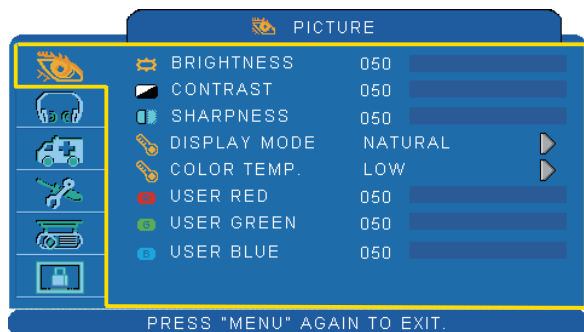 PICTURE
BRIGHTNESS 050
CONTRAST 050
SHARPNESS 050
DISPLAY MODE NATURAL
COLOR TEMP. LOW
R USER RED 050
G USER GREEN 050
B USER BLUE 050
PRESS "MENU" AGAIN TO EXIT.